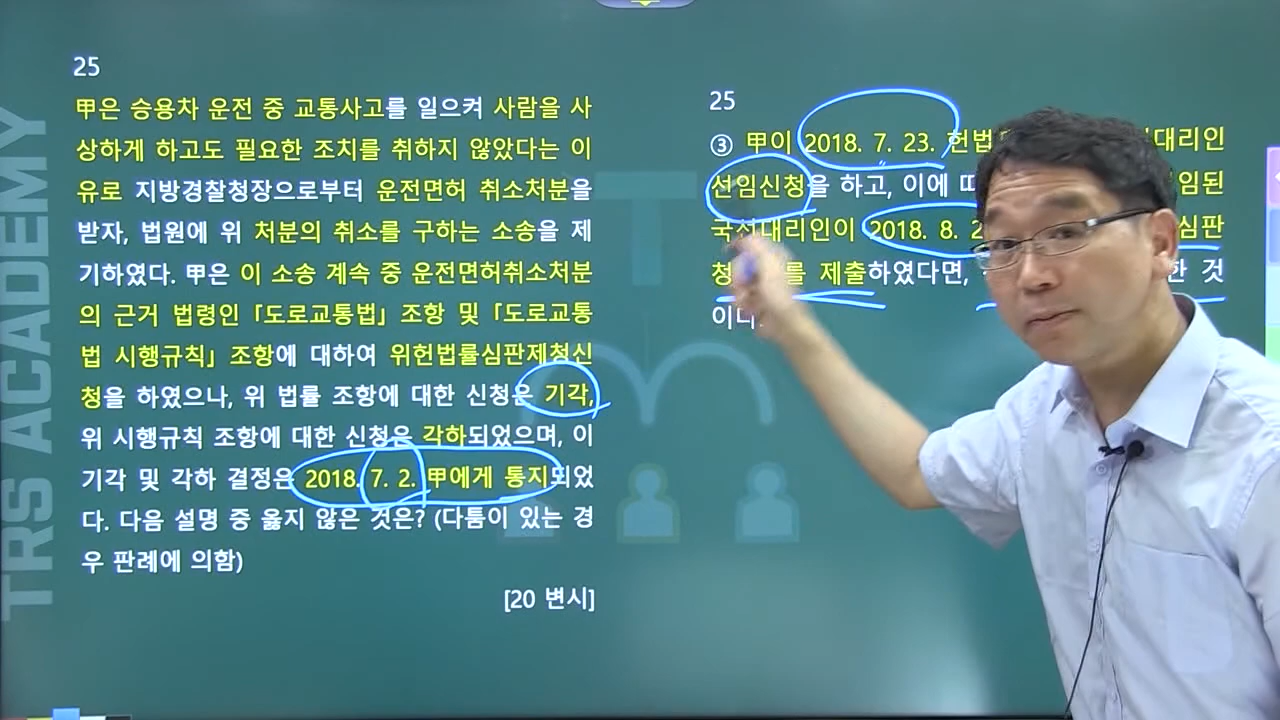 TRS ACADEMY
25
甲은 승용차 운전 중 교통사고를 일으켜 사람을 사
상하게 하고도 필요한 조치를 취하지 않았다는 이
유로 지방경찰청장으로부터 운전면허 취소처분을
받자, 법원에 위 처분의 취소를 구하는 소송을 제
기하였다. 甲은 이 소송 계속 중 운전면허취소처분
의 근거 법령인 「도로교통법」 조항 및 「도로교통
법 시행규칙」 조항에 대하여 위헌법률심판제청신
청을 하였으나, 위 법률 조항에 대한 신청은 기각,
위 시행규칙 조항에 대한 신청은 각하되었으며, 이
기각 및 각하 결정은 2018. 7. 2. 甲에게 통지되었
다. 다음 설명 중 옳지 않은 것은? (다툼이 있는 경
우 판례에 의함)
[20 변시]
25
③ 甲이 2018. 7. 23. 대리인
선임신청을 하고, 이에 임된
국선대리인이 2018. 8. 심판
제출하였다면, 한 것
이다.